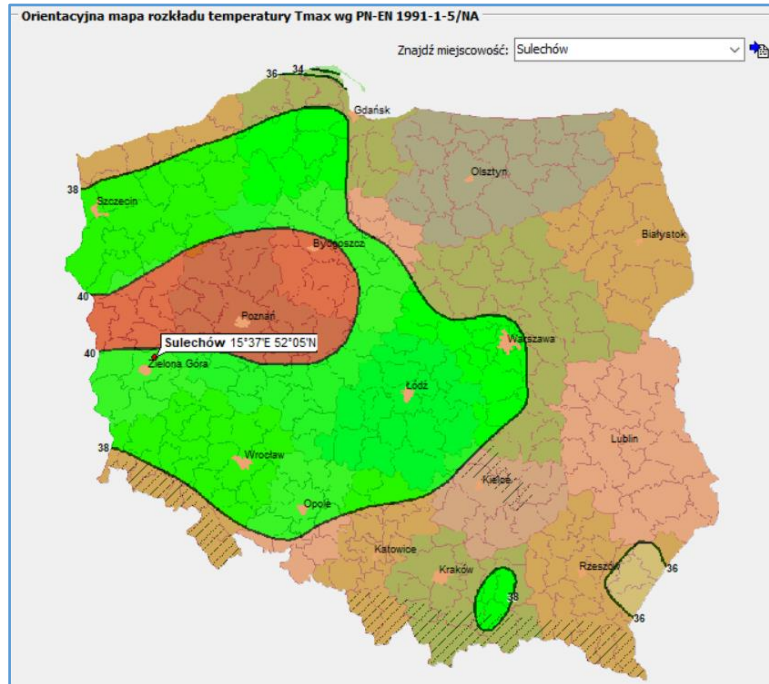 Orientacyjna mapa rozkładu temperatury Tmax wg PN-EN 1991-1-5/NA
Znajdź miejscowość: Sulechów
36
34
Gdańsk
Olsztyn
38
Szczecin
Białystok
Bydgoszcz
40
Poznań
Sulechów 15°37'E 52°05'N
Warszawa
40
Zielona Góra
Łódź
Lublin
38
Wrocław
Kielce
Opole
Katowice
Kraków
Rzeszów
36
38
36